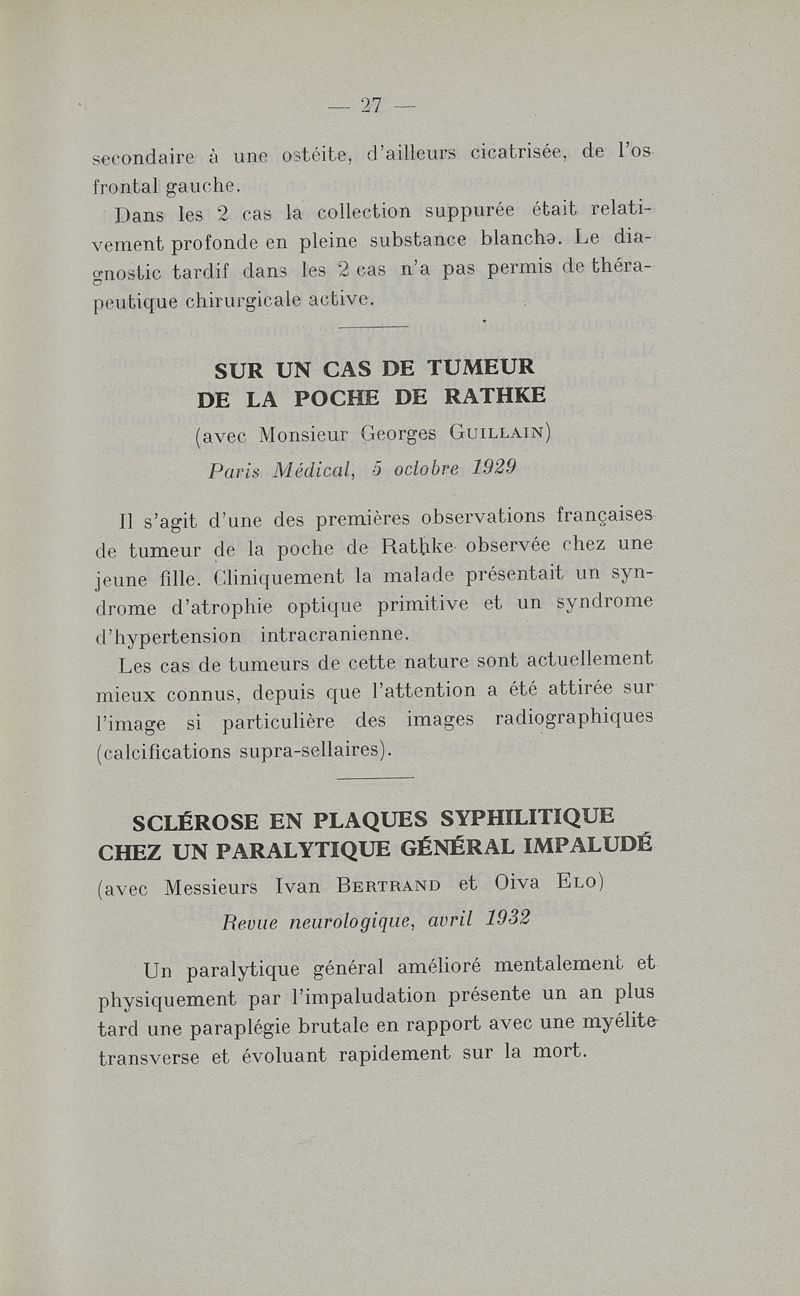 — 27 —
secondaire à une ostéite, d'ailleurs cicatrisée, de l'os
frontal gauche.
Dans les 2 cas la collection suppurée était relati-
vement profonde en pleine substance blanche. Le dia-
gnostic tardif dans les 2 cas n'a pas permis de théra-
peutique chirurgicale active.
SUR UN CAS DE TUMEUR
DE LA POCHE DE RATHKE
(avec Monsieur Georges GUILLAIN)
Paris Médical, 5 octobre 1929
Il s'agit d'une des premières observations françaises
de tumeur de la poche de Rathke observée chez une
jeune fille. Cliniquement la malade présentait un syn-
drome d'atrophie optique primitive et un syndrome
d'hypertension intracranienne.
Les cas de tumeurs de cette nature sont actuellement
mieux connus, depuis que l'attention a été attirée sur
l'image si particulière des images radiographiques
(calcifications supra-sellaires).
SCLÉROSE EN PLAQUES SYPHILITIQUE
CHEZ UN PARALYTIQUE GÉNÉRAL IMPALUDÉ
(avec Messieurs Ivan BERTRAND et Oiva ELO)
Revue neurologique, avril 1932
Un paralytique général amélioré mentalement et
physiquement par l'impaludation présente un an plus
tard une paraplégie brutale en rapport avec une myélite
transverse et évoluant rapidement sur la mort.